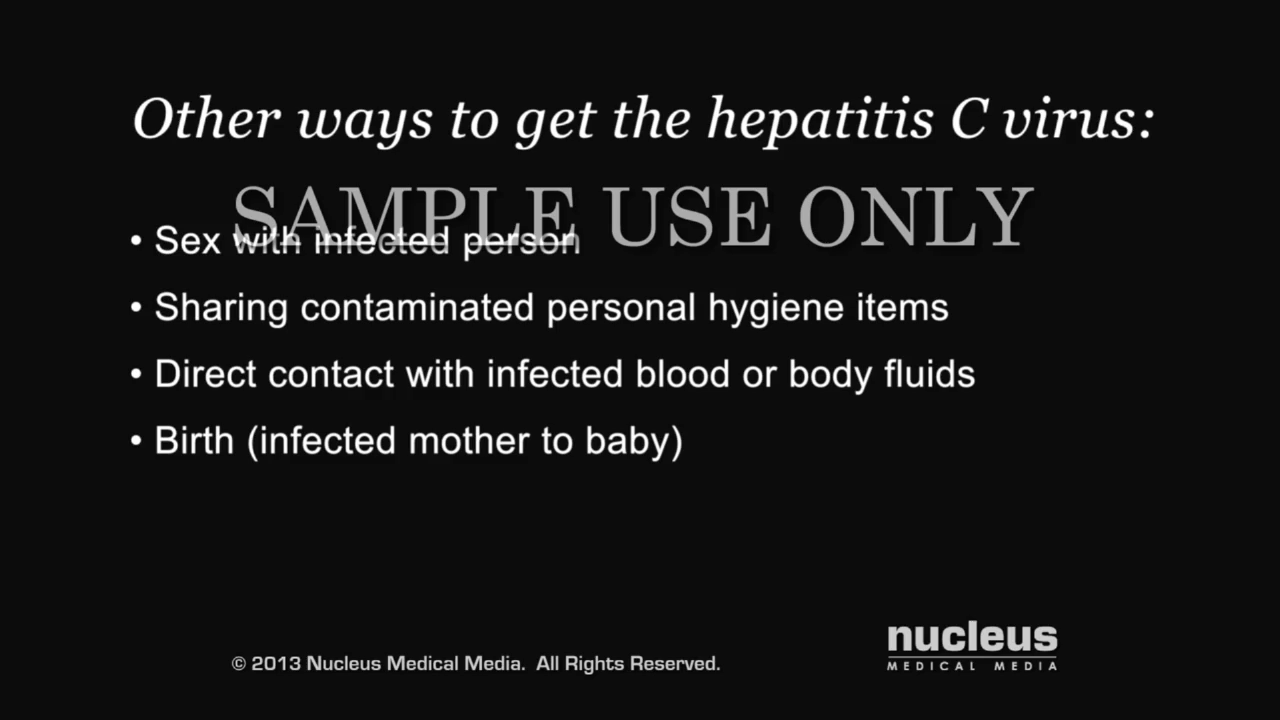 Other ways to get the hepatitis C virus:
SAMPLE USE ONLY
• Sex with infected person
• Sharing contaminated personal hygiene items
• Direct contact with infected blood or body fluids
• Birth (infected mother to baby)
nucleus
MEDICAL MEDIA
© 2013 Nucleus Medical Media. All Rights Reserved.